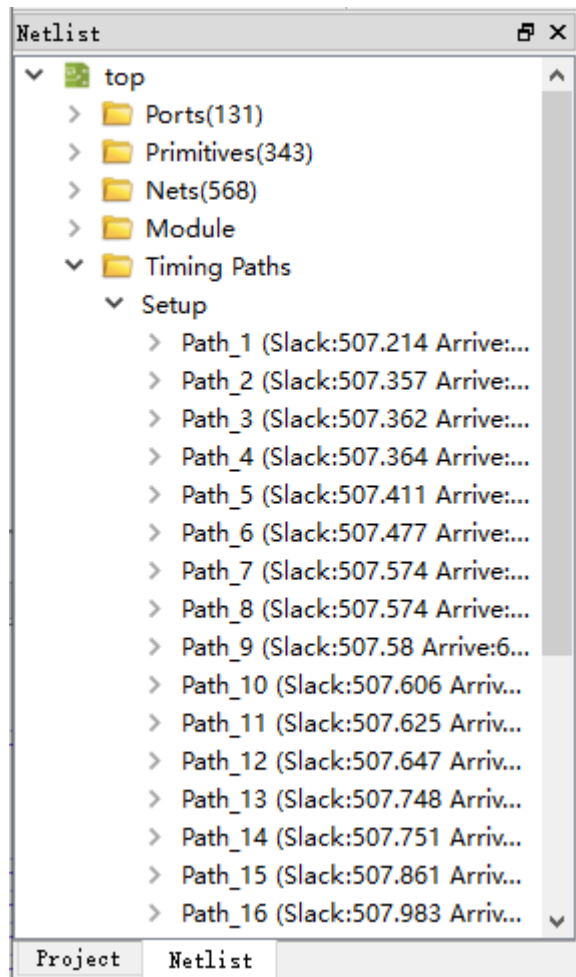 Netlist
top
Ports(131)
Primitives(343)
Nets(568)
Module
Timing Paths
Setup
Path_1 (Slack:507.214 Arrive:...
Path_2 (Slack:507.357 Arrive:...
Path_3 (Slack:507.362 Arrive:...
Path_4 (Slack:507.364 Arrive:...
Path_5 (Slack:507.411 Arrive:...
Path_6 (Slack:507.477 Arrive:...
Path_7 (Slack:507.574 Arrive:...
Path_8 (Slack:507.574 Arrive:...
Path_9 (Slack:507.58 Arrive:6...
Path_10 (Slack:507.606 Arriv...
Path_11 (Slack:507.625 Arriv...
Path_12 (Slack:507.647 Arriv...
Path_13 (Slack:507.748 Arriv...
Path_14 (Slack:507.751 Arriv...
Path_15 (Slack:507.861 Arriv...
Path_16 (Slack:507.983 Arriv...
Project Netlist